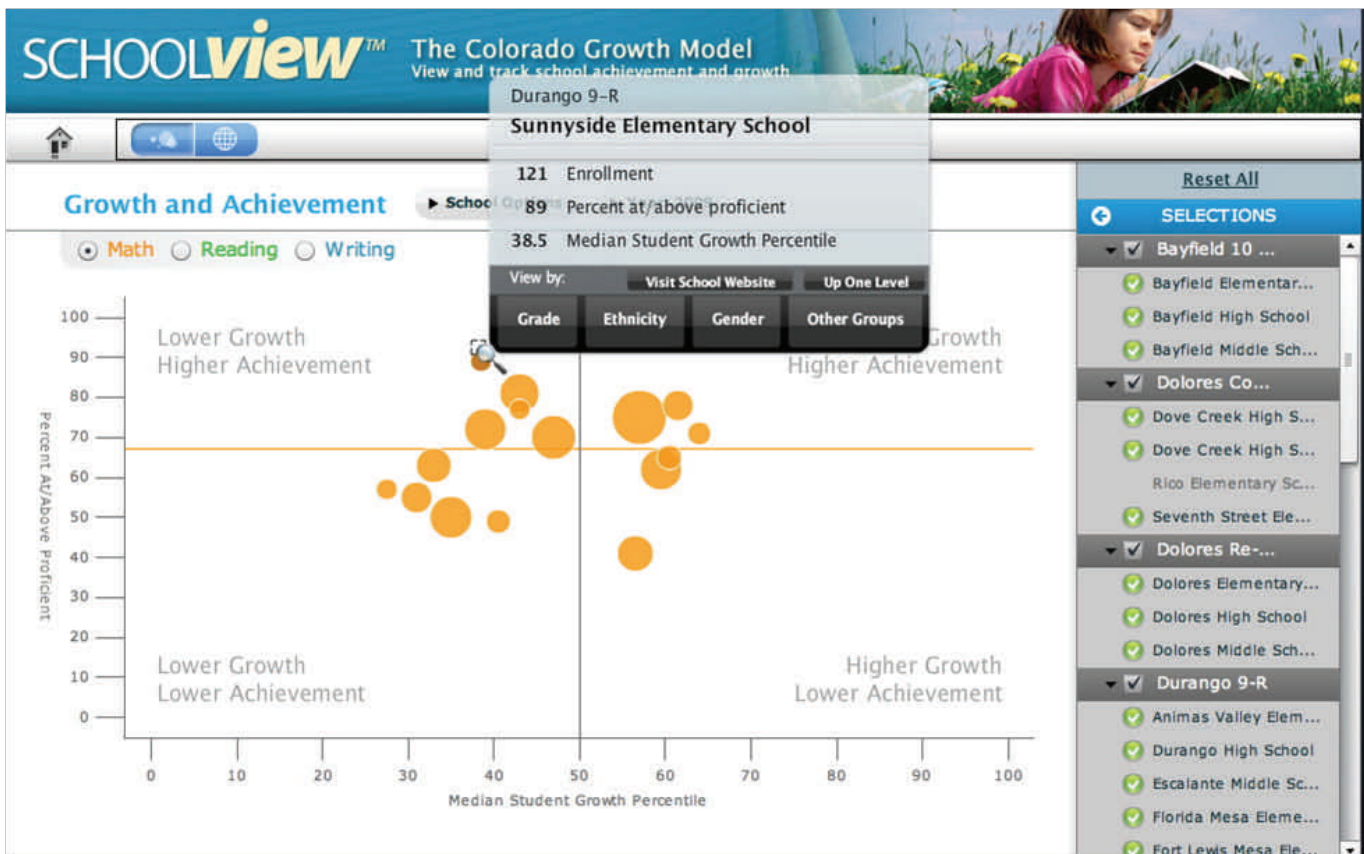 SCHOOLVIEW™
The Colorado Growth Model
View and track school achievement and growth
Durango 9-R
Sunnyside Elementary School
121 Enrollment
89 Percent at/above proficient
38.5 Median Student Growth Percentile
View by:
Visit School Website
Up One Level
Grade
Ethnicity
Gender
Other Groups
Growth and Achievement
School Options
Math
Reading
Writing
Lower Growth
Higher Achievement
Growth
Higher Achievement
Lower Growth
Lower Achievement
Higher Growth
Lower Achievement
Percent At/Above Proficient
100
90
80
70
60
50
40
30
20
10
0
0 10 20 30 40 50 60 70 80 90 100
Median Student Growth Percentile
Reset All
SELECTIONS
Bayfield 10 ...
Bayfield Elementar...
Bayfield High School
Bayfield Middle Sch...
Dolores Co...
Dove Creek High S...
Dove Creek High S...
Rico Elementary Sc...
Seventh Street Ele...
Dolores Re-...
Dolores Elementary...
Dolores High School
Dolores Middle Sch...
Durango 9-R
Animas Valley Elem...
Durango High School
Escalante Middle Sc...
Florida Mesa Eleme...
Fort Lewis Mesa Ele...